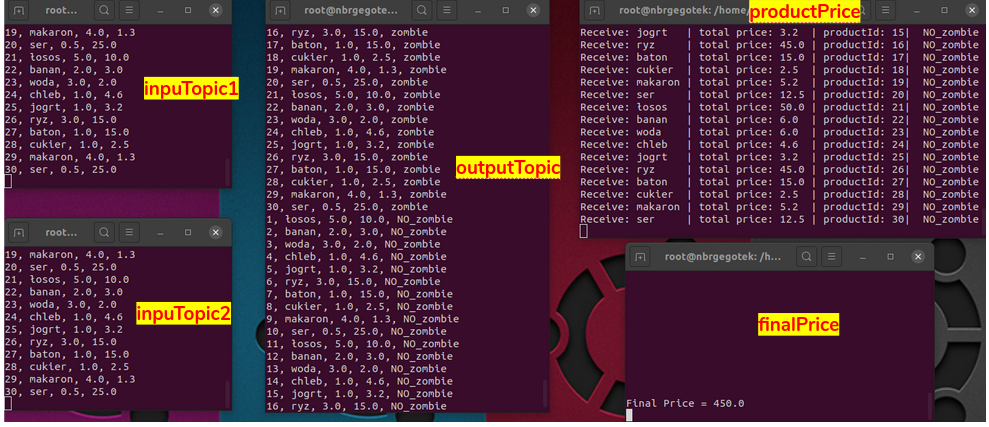 root...
19, makaron, 4.0, 1.3
20, ser, 0.5, 25.0
21, łosos, 5.0, 10.0
22, banan, 2.0, 3.0
23, woda, 3.0, 2.0
24, chleb, 1.0, 4.6
25, jogrt, 1.0, 3.2
26, ryz, 3.0, 15.0
27, baton, 1.0, 15.0
28, cukier, 1.0, 2.5
29, makaron, 4.0, 1.3
30, ser, 0.5, 25.0
inpuTopic1
root...
19, makaron, 4.0, 1.3
20, ser, 0.5, 25.0
21, łosos, 5.0, 10.0
22, banan, 2.0, 3.0
23, woda, 3.0, 2.0
24, chleb, 1.0, 4.6
25, jogrt, 1.0, 3.2
26, ryz, 3.0, 15.0
27, baton, 1.0, 15.0
28, cukier, 1.0, 2.5
29, makaron, 4.0, 1.3
30, ser, 0.5, 25.0
inpuTopic2
root@nbrgegote...
16, ryz, 3.0, 15.0, zombie
17, baton, 1.0, 15.0, zombie
18, cukier, 1.0, 2.5, zombie
19, makaron, 4.0, 1.3, zombie
20, ser, 0.5, 25.0, zombie
21, łosos, 5.0, 10.0, zombie
22, banan, 2.0, 3.0, zombie
23, woda, 3.0, 2.0, zombie
24, chleb, 1.0, 4.6, zombie
25, jogrt, 1.0, 3.2, zombie
26, ryz, 3.0, 15.0, zombie
27, baton, 1.0, 15.0, zombie
28, cukier, 1.0, 2.5, zombie
29, makaron, 4.0, 1.3, zombie
30, ser, 0.5, 25.0, zombie
1, łosos, 5.0, 10.0, NO_zombie
2, banan, 2.0, 3.0, NO_zombie
3, woda, 3.0, 2.0, NO_zombie
4, chleb, 1.0, 4.6, NO_zombie
5, jogrt, 1.0, 3.2, NO_zombie
6, ryz, 3.0, 15.0, NO_zombie
7, baton, 1.0, 15.0, NO_zombie
8, cukier, 1.0, 2.5, NO_zombie
9, makaron, 4.0, 1.3, NO_zombie
10, ser, 0.5, 25.0, NO_zombie
11, łosos, 5.0, 10.0, NO_zombie
12, banan, 2.0, 3.0, NO_zombie
13, woda, 3.0, 2.0, NO_zombie
14, chleb, 1.0, 4.6, NO_zombie
15, jogrt, 1.0, 3.2, NO_zombie
16, ryz, 3.0, 15.0, NO_zombie
outputTopic
root@nbrgegotek: /home/
productPrice
Receive: jogrt | total price: 3.2 | productId: 15| NO_zombie
Receive: ryz | total price: 45.0 | productId: 16| NO_zombie
Receive: baton | total price: 15.0 | productId: 17| NO_zombie
Receive: cukier | total price: 2.5 | productId: 18| NO_zombie
Receive: makaron | total price: 5.2 | productId: 19| NO_zombie
Receive: ser | total price: 12.5 | productId: 20| NO_zombie
Receive: łosos | total price: 50.0 | productId: 21| NO_zombie
Receive: banan | total price: 6.0 | productId: 22| NO_zombie
Receive: woda | total price: 6.0 | productId: 23| NO_zombie
Receive: chleb | total price: 4.6 | productId: 24| NO_zombie
Receive: jogrt | total price: 3.2 | productId: 25| NO_zombie
Receive: ryz | total price: 45.0 | productId: 26| NO_zombie
Receive: baton | total price: 15.0 | productId: 27| NO_zombie
Receive: cukier | total price: 2.5 | productId: 28| NO_zombie
Receive: makaron | total price: 5.2 | productId: 29| NO_zombie
Receive: ser | total price: 12.5 | productId: 30| NO_zombie
root@nbrgegotek: /h...
finalPrice
Final Price = 450.0